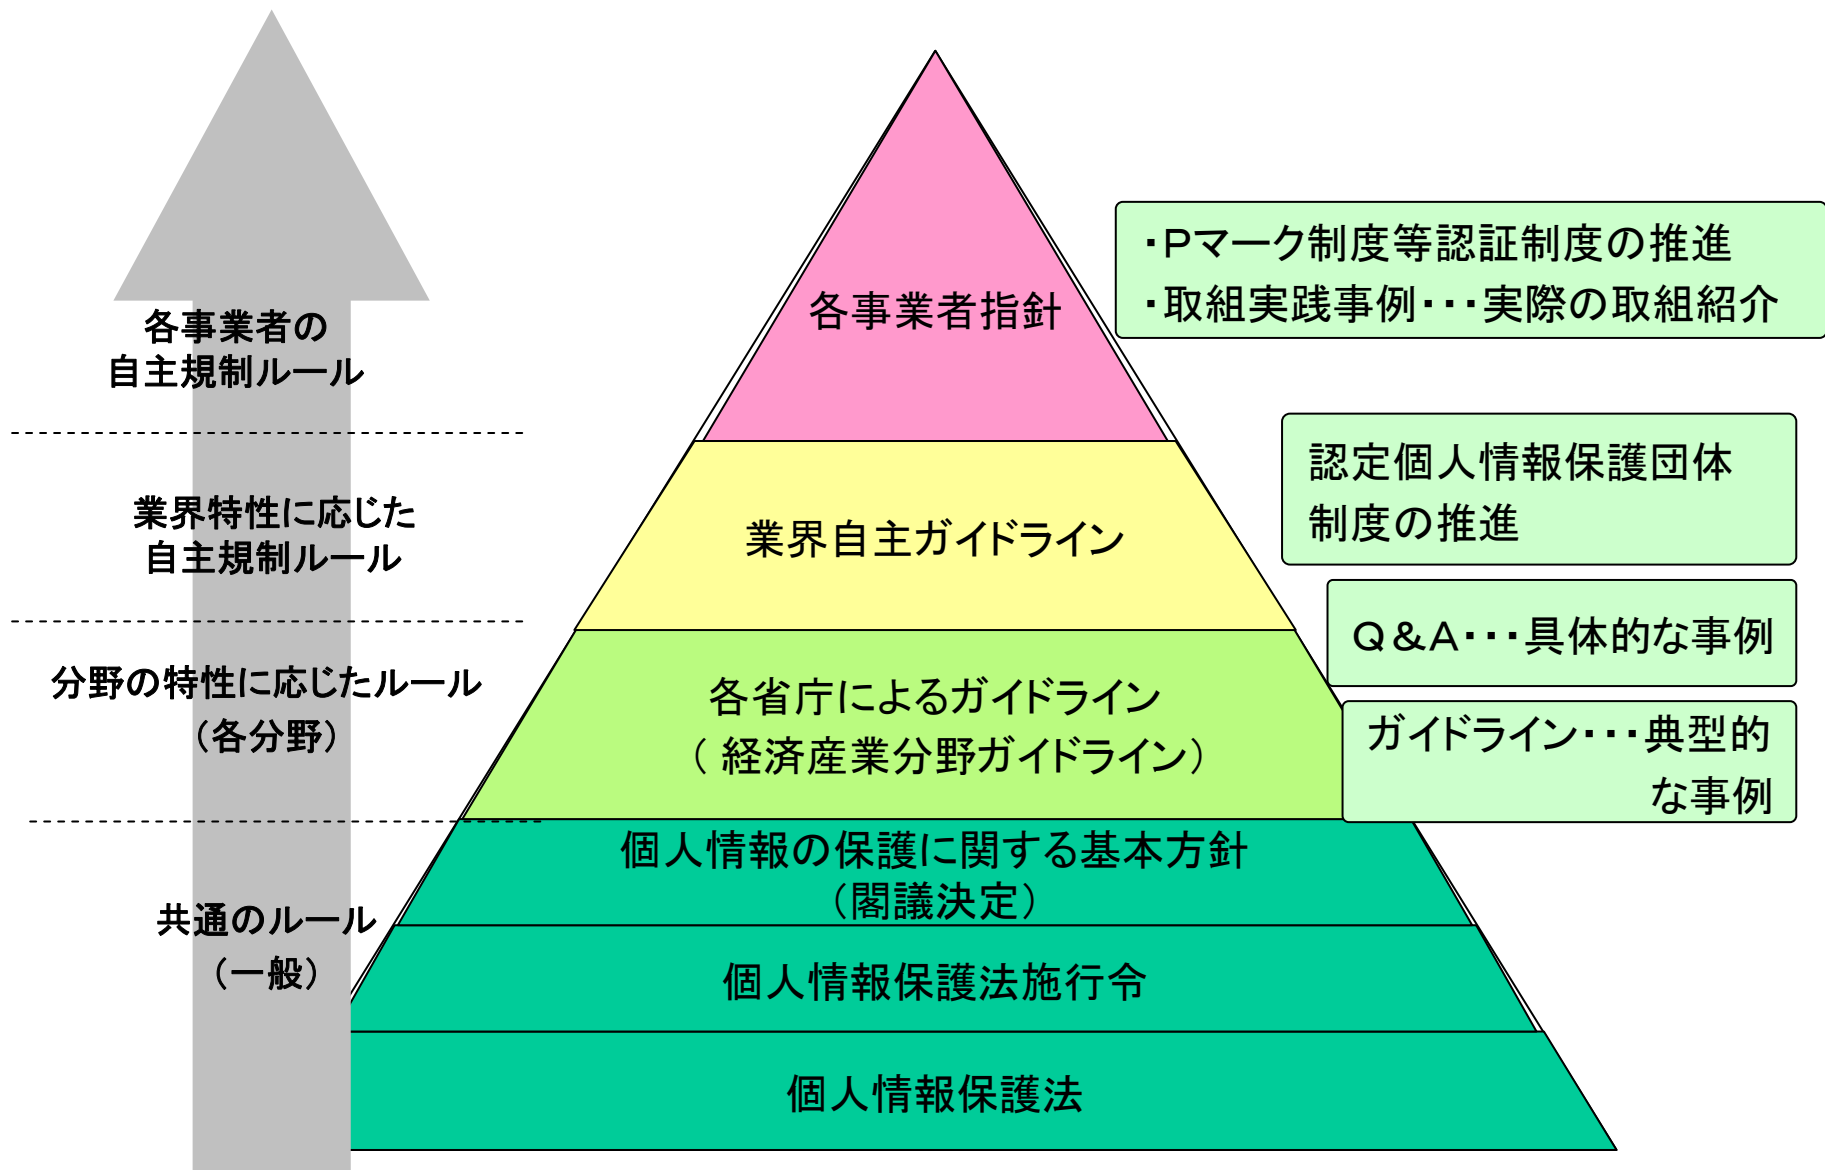 各事業者の
自主規制ルール
業界特性に応じた
自主規制ルール
分野の特性に応じたルール
（各分野）
共通のルール
（一般）
各事業者指針
業界自主ガイドライン
各省庁によるガイドライン
（ 経済産業分野ガイドライン）
個人情報の保護に関する基本方針
（閣議決定）
個人情報保護法施行令
個人情報保護法
・Ｐマーク制度等認証制度の推進
・取組実践事例・・・実際の取組紹介
認定個人情報保護団体
制度の推進
Ｑ＆Ａ・・・具体的な事例
ガイドライン・・・典型的
な事例